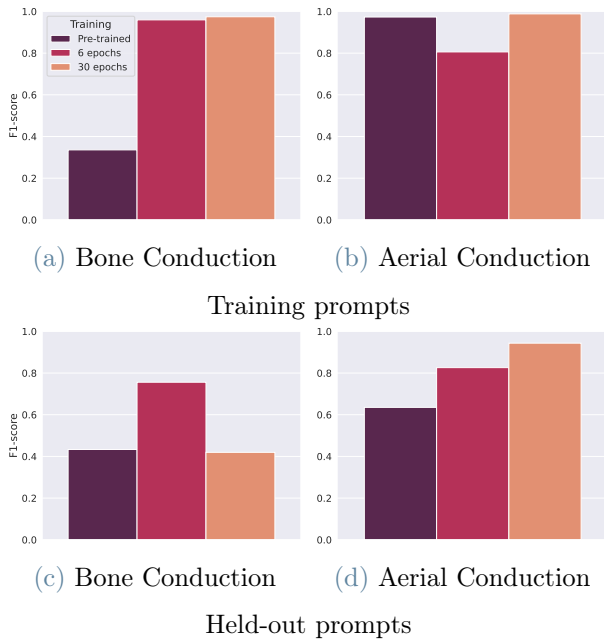 1.0
0.8
0.6
0.4
0.2
0.0
F1-score
Training
Pre-trained
6 epochs
30 epochs
1.0
0.8
0.6
0.4
0.2
0.0
(a) Bone Conduction
(b) Aerial Conduction
Training prompts
1.0
0.8
0.6
0.4
0.2
0.0
F1-score
1.0
0.8
0.6
0.4
0.2
0.0
(c) Bone Conduction
(d) Aerial Conduction
Held-out prompts